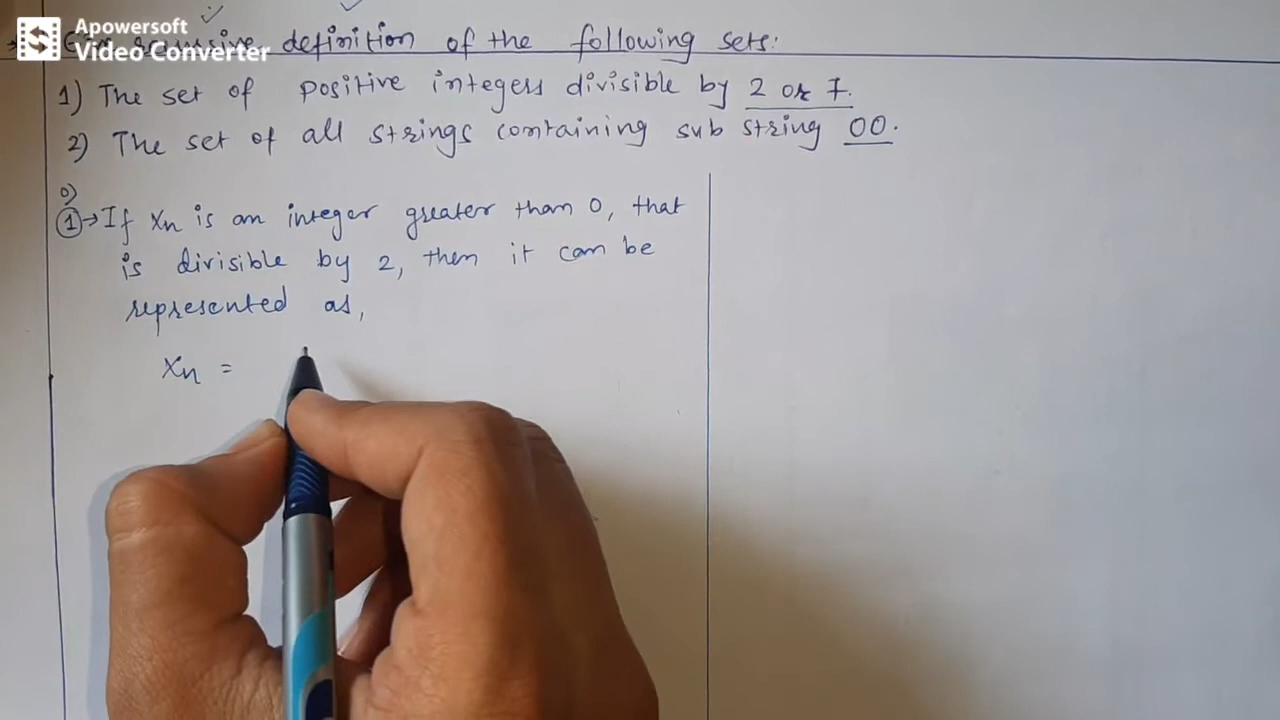 Apowersoft
Video Converter
recursive definition of the following sets:
1) The set of positive integers divisible by 2 or 7.
2) The set of all strings containing sub string 00.
0)
1 → If xn is an integer greater than 0, that
is divisible by 2, then it can be
represented as,
xn =